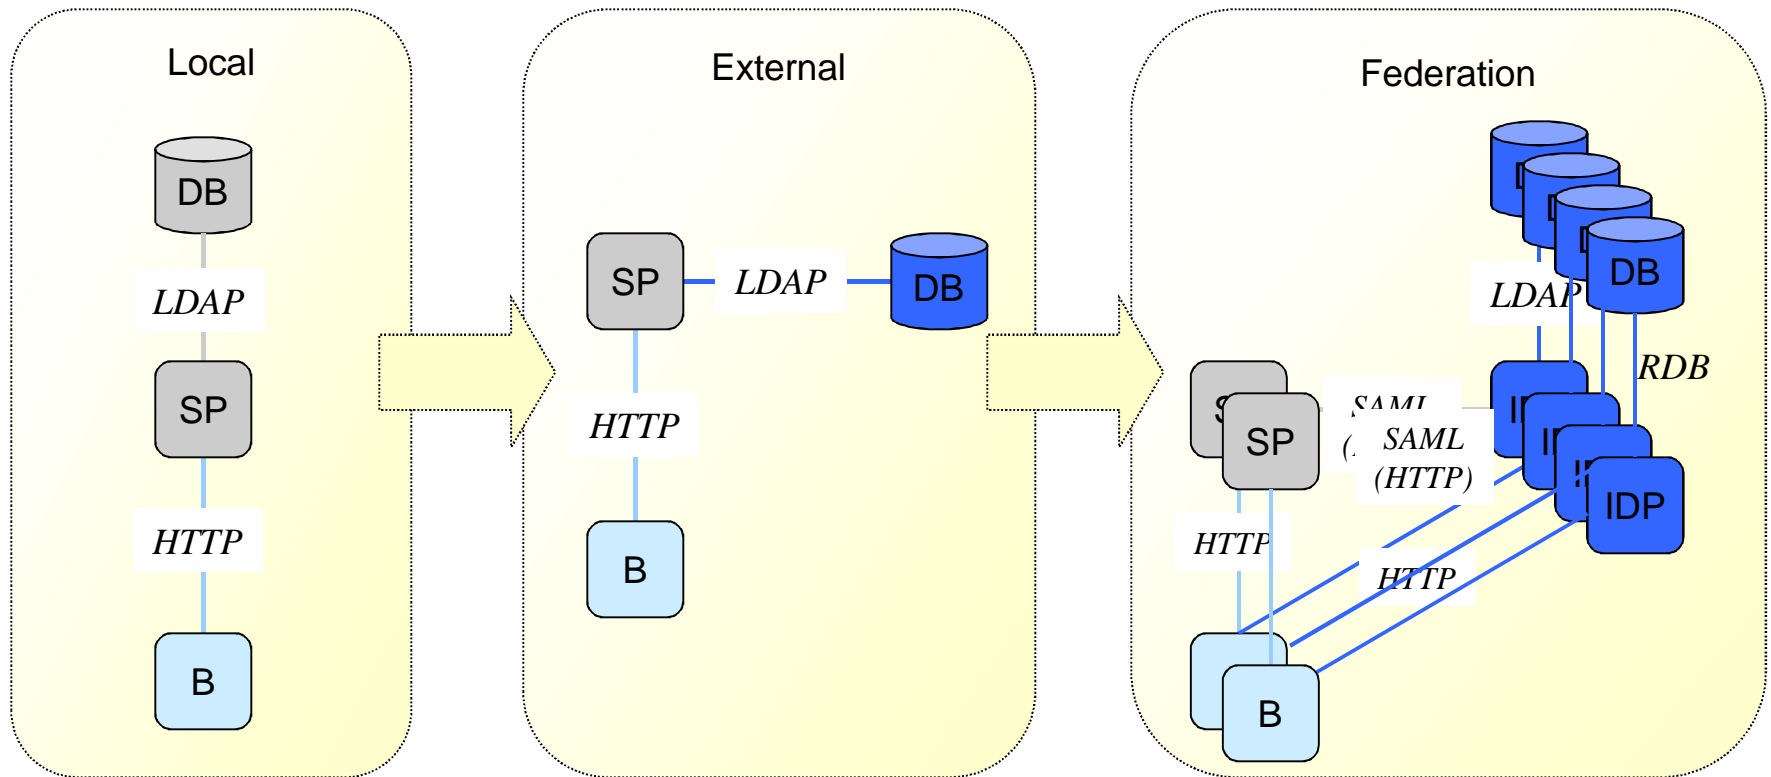 Local
DB
LDAP
SP
HTTP
B
External
SP
LDAP
DB
HTTP
B
Federation
DB
LDAP
RDB
SAML
SP
SAML
(HTTP)
IDP
HTTP
HTTP
B